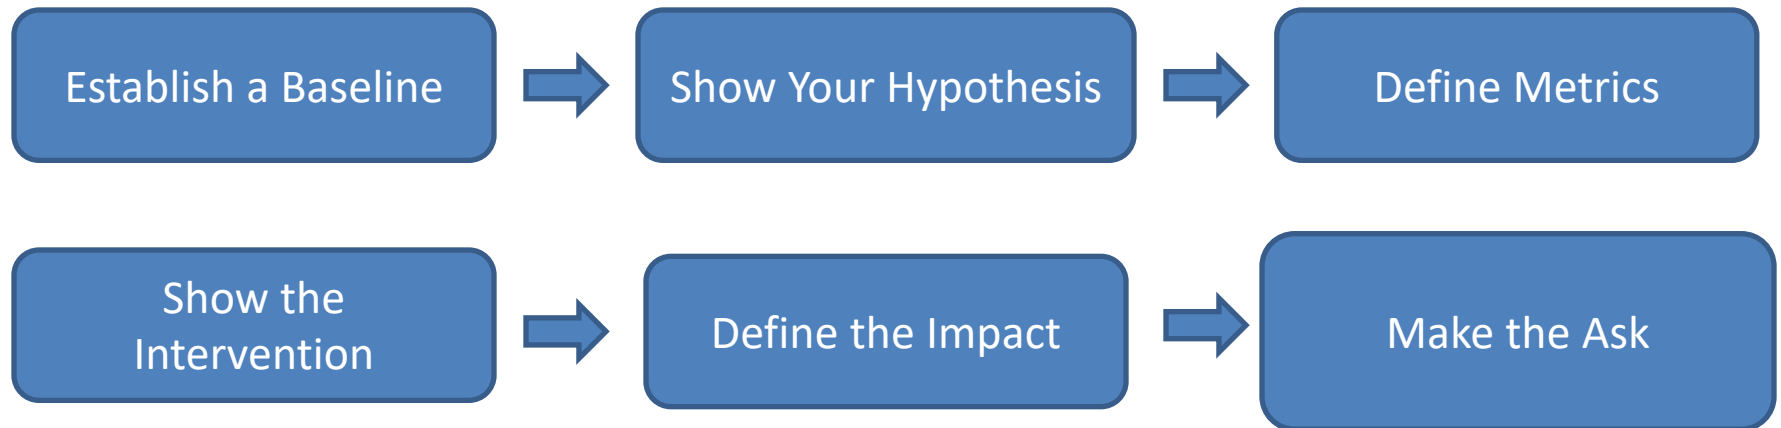 Establish a Baseline
Show Your Hypothesis
Define Metrics
Show the
Intervention
Define the Impact
Make the Ask